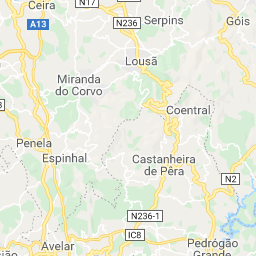 Ceira
N17
N236
Serpins
Góis
A13
Lousã
Miranda
do Corvo
Coentral
Penela
Espinhal
Castanheira
de Pêra
N2
N236-1
IC8
Avelar
Pedrógão
Grande